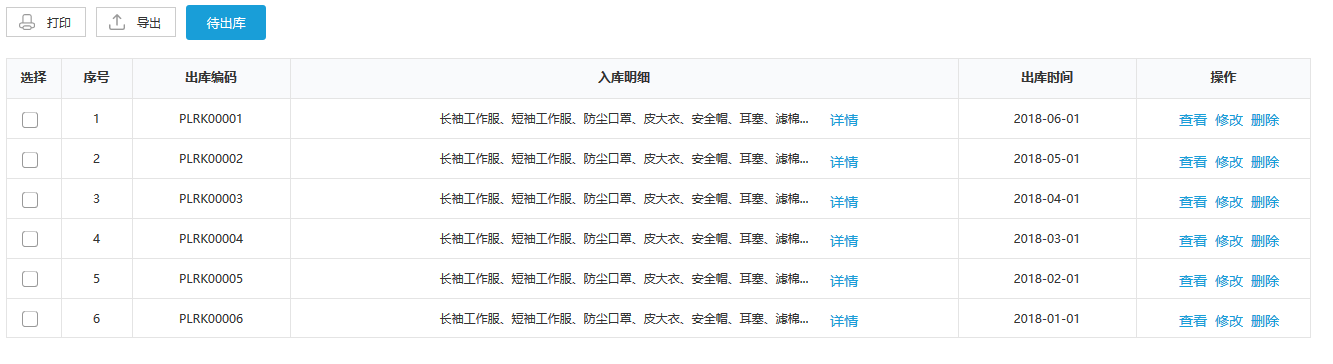 打印 导出 待出库
选择 序号 出库编码 入库明细 出库时间 操作
1 PLRK00001 长袖工作服、短袖工作服、防尘口罩、皮大衣、安全帽、耳塞、滤棉... 详情 2018-06-01 查看 修改 删除
2 PLRK00002 长袖工作服、短袖工作服、防尘口罩、皮大衣、安全帽、耳塞、滤棉... 详情 2018-05-01 查看 修改 删除
3 PLRK00003 长袖工作服、短袖工作服、防尘口罩、皮大衣、安全帽、耳塞、滤棉... 详情 2018-04-01 查看 修改 删除
4 PLRK00004 长袖工作服、短袖工作服、防尘口罩、皮大衣、安全帽、耳塞、滤棉... 详情 2018-03-01 查看 修改 删除
5 PLRK00005 长袖工作服、短袖工作服、防尘口罩、皮大衣、安全帽、耳塞、滤棉... 详情 2018-02-01 查看 修改 删除
6 PLRK00006 长袖工作服、短袖工作服、防尘口罩、皮大衣、安全帽、耳塞、滤棉... 详情 2018-01-01 查看 修改 删除